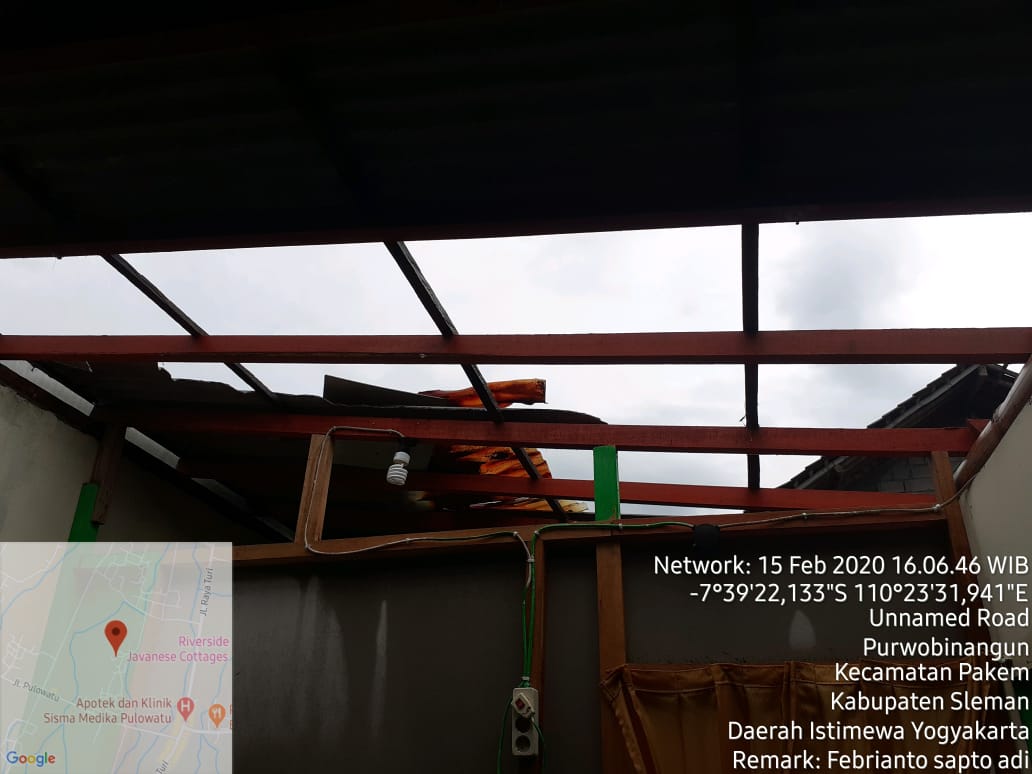 Network: 15 Feb 2020 16.06.46 WIB
-7°39'22,133"S 110°23'31,941"E
Unnamed Road
Purwobinangun
Kecamatan Pakem
Kabupaten Sleman
Daerah Istimewa Yogyakarta
Remark: Febrianto sapto adi
Jl. Raya Turi
Riverside
Javanese Cottages
Jl. Pulowatu
Apotek dan Klinik
Sisma Medika Pulowatu
Turi
Google